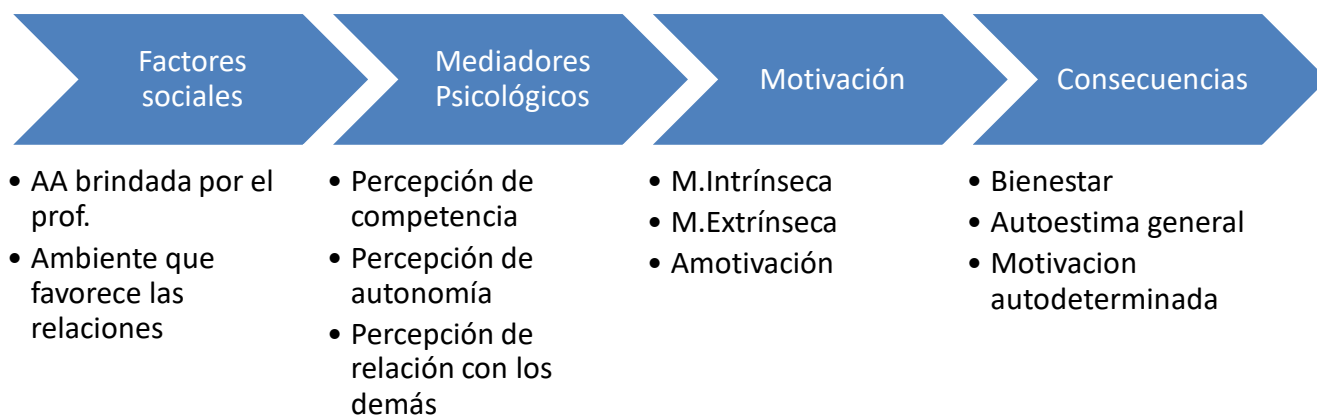 Factores
sociales
Mediadores
Psicológicos
Motivación
Consecuencias
• AA brindada por el
prof.
• Ambiente que
favorece las
relaciones
• Percepción de
competencia
• Percepción de
autonomía
• Percepción de
relación con los
demás
• M.Intrínseca
• M.Extrínseca
• Amotivación
• Bienestar
• Autoestima general
• Motivacion
autodeterminada